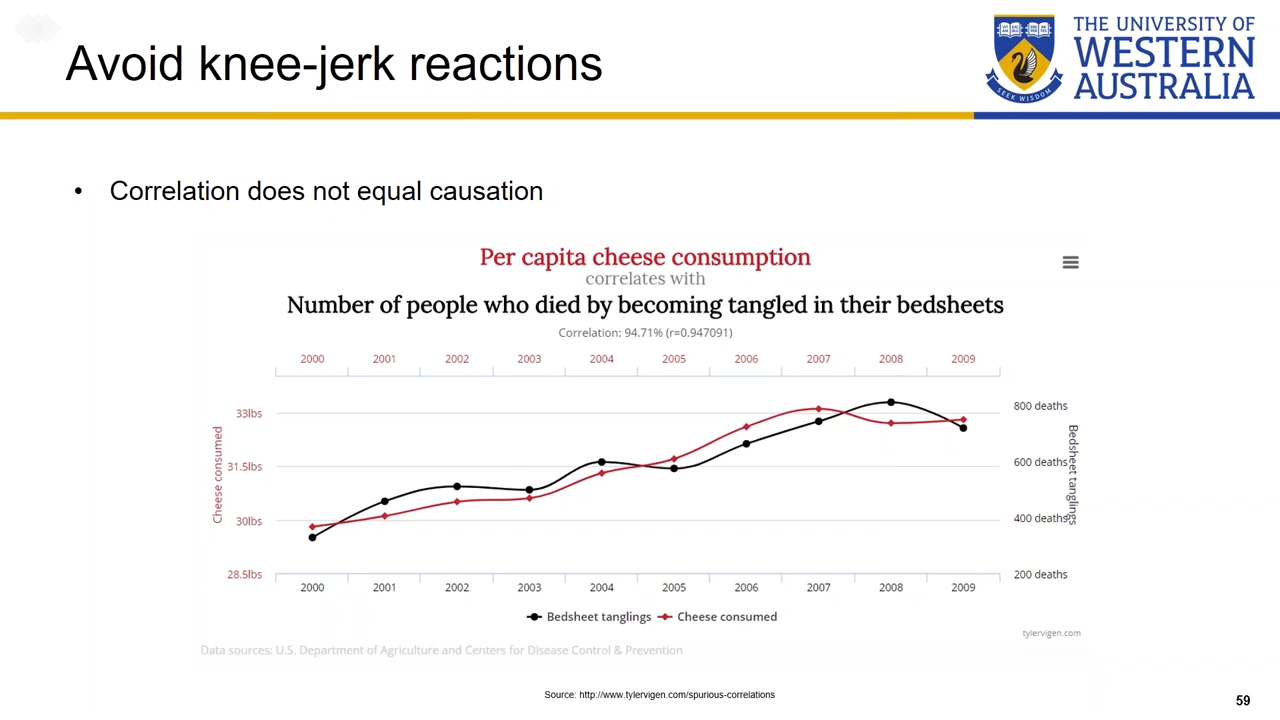 Avoid knee-jerk reactions
THE UNIVERSITY OF
WESTERN
AUSTRALIA
SEEK WISDOM
• Correlation does not equal causation
Per capita cheese consumption
correlates with
Number of people who died by becoming tangled in their bedsheets
Correlation: 94.71% (r=0.947091)
2000 2001 2002 2003 2004 2005 2006 2007 2008 2009
Cheese consumed
33lbs
31.5lbs
30lbs
28.5lbs
800 deaths
600 deaths
400 deaths
200 deaths
Bedsheet tanglings
2000 2001 2002 2003 2004 2005 2006 2007 2008 2009
Bedsheet tanglings Cheese consumed
tylervigen.com
Data sources: U.S. Department of Agriculture and Centers for Disease Control & Prevention
Source: http://www.tylervigen.com/spurious-correlations
59